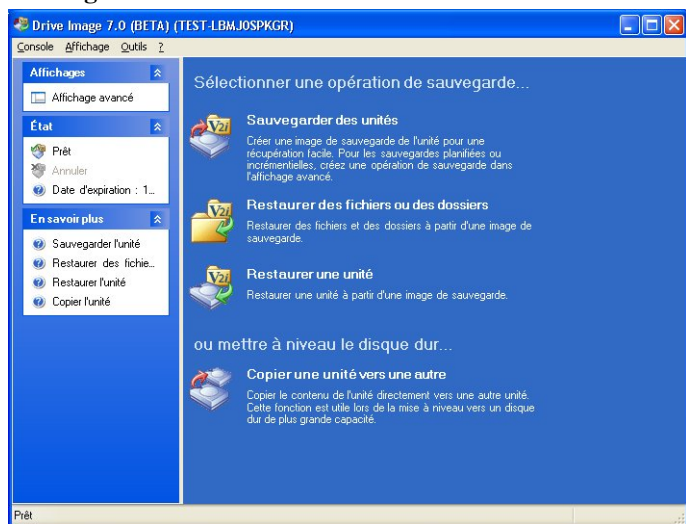 Drive Image 7.0 (BETA) (TEST-LBMJ0SPKGR)
Console Affichage Outils ?
Affichages
Affichage avancé
État
Prêt
Annuler
Date d'expiration : 1...
En savoir plus
Sauvegarder l'unité
Restaurer des fichie...
Restaurer l'unité
Copier l'unité
Sélectionner une opération de sauvegarde...
Sauvegarder des unités
Créer une image de sauvegarde de l'unité pour une
récupération facile. Pour les sauvegardes planifiées ou
incrémentielles, créez une opération de sauvegarde dans
l'affichage avancé.
Restaurer des fichiers ou des dossiers
Restaurer des fichiers et des dossiers à partir d'une image de
sauvegarde.
Restaurer une unité
Restaurer une unité à partir d'une image de sauvegarde.
ou mettre à niveau le disque dur...
Copier une unité vers une autre
Copier le contenu de l'unité directement vers une autre unité.
Cette fonction est utile lors de la mise à niveau vers un disque
dur de plus grande capacité.
V2i
V2i
V2i
Prêt